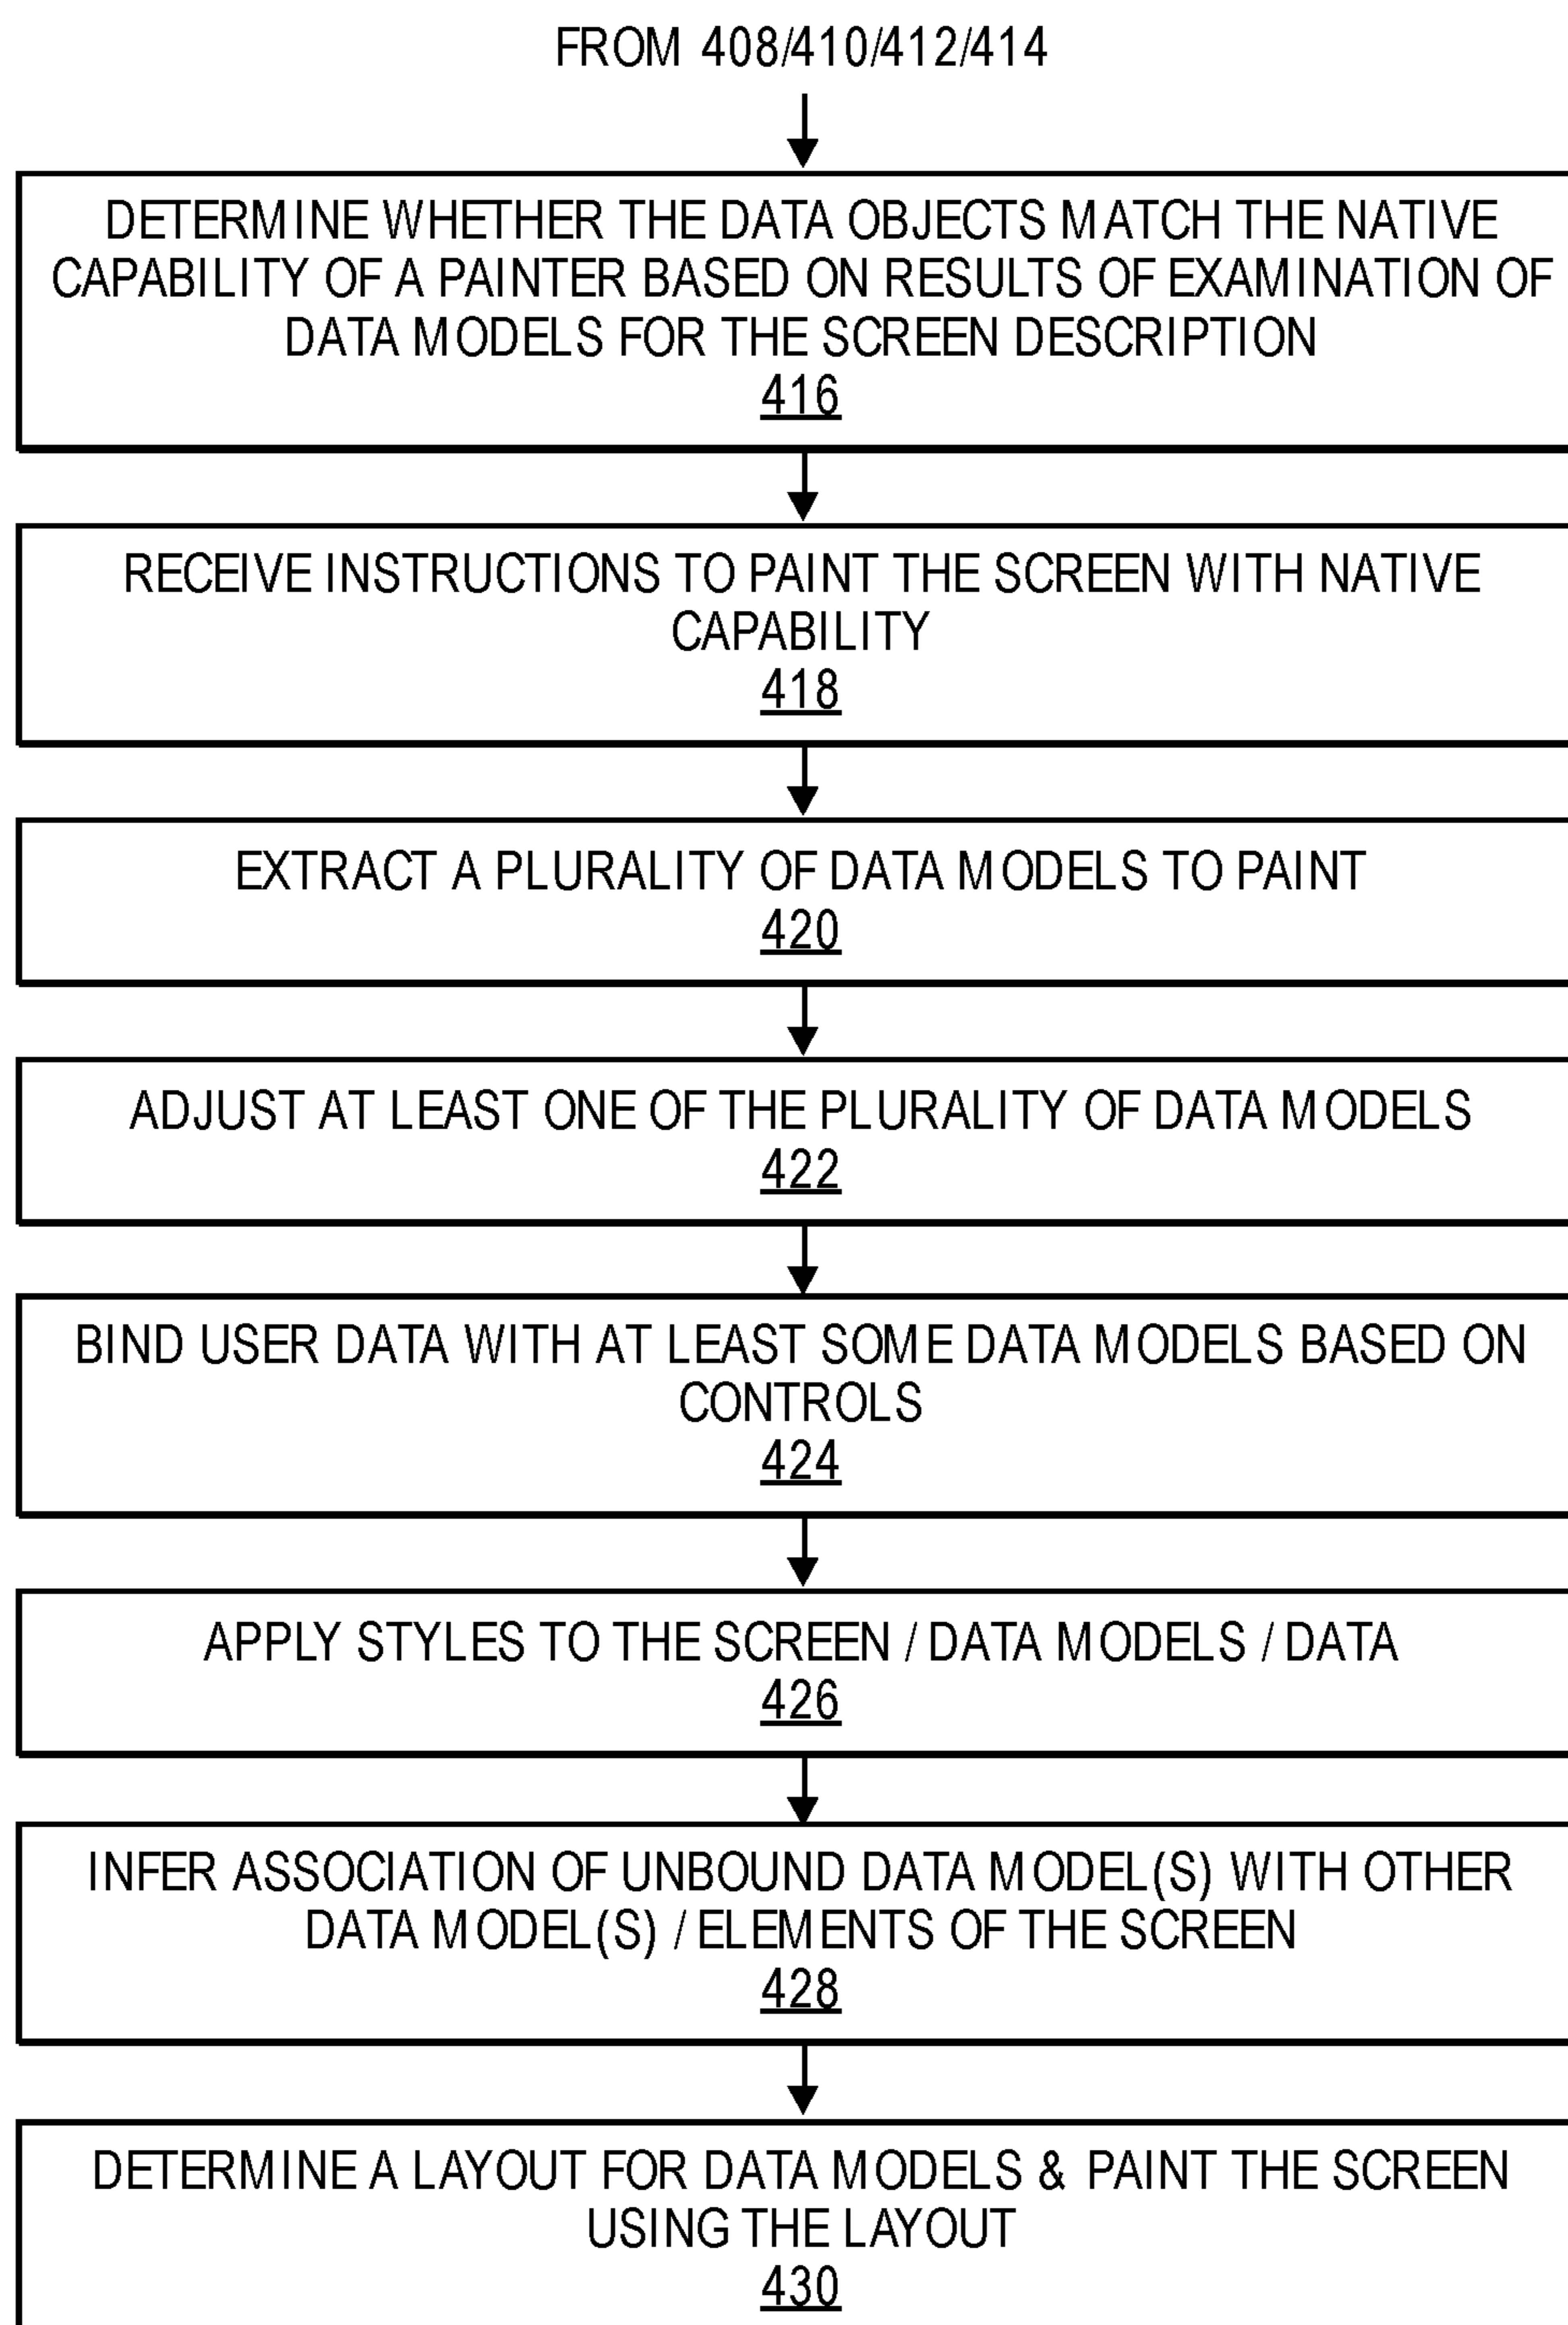 FROM 408/410/412/414
DETERMINE WHETHER THE DATA OBJECTS MATCH THE NATIVE
CAPABILITY OF A PAINTER BASED ON RESULTS OF EXAMINATION OF
DATA MODELS FOR THE SCREEN DESCRIPTION
416
RECEIVE INSTRUCTIONS TO PAINT THE SCREEN WITH NATIVE
CAPABILITY
418
EXTRACT A PLURALITY OF DATA MODELS TO PAINT
420
ADJUST AT LEAST ONE OF THE PLURALITY OF DATA MODELS
422
BIND USER DATA WITH AT LEAST SOME DATA MODELS BASED ON
CONTROLS
424
APPLY STYLES TO THE SCREEN / DATA MODELS / DATA
426
INFER ASSOCIATION OF UNBOUND DATA MODEL(S) WITH OTHER
DATA MODEL(S) / ELEMENTS OF THE SCREEN
428
DETERMINE A LAYOUT FOR DATA MODELS & PAINT THE SCREEN
USING THE LAYOUT
430